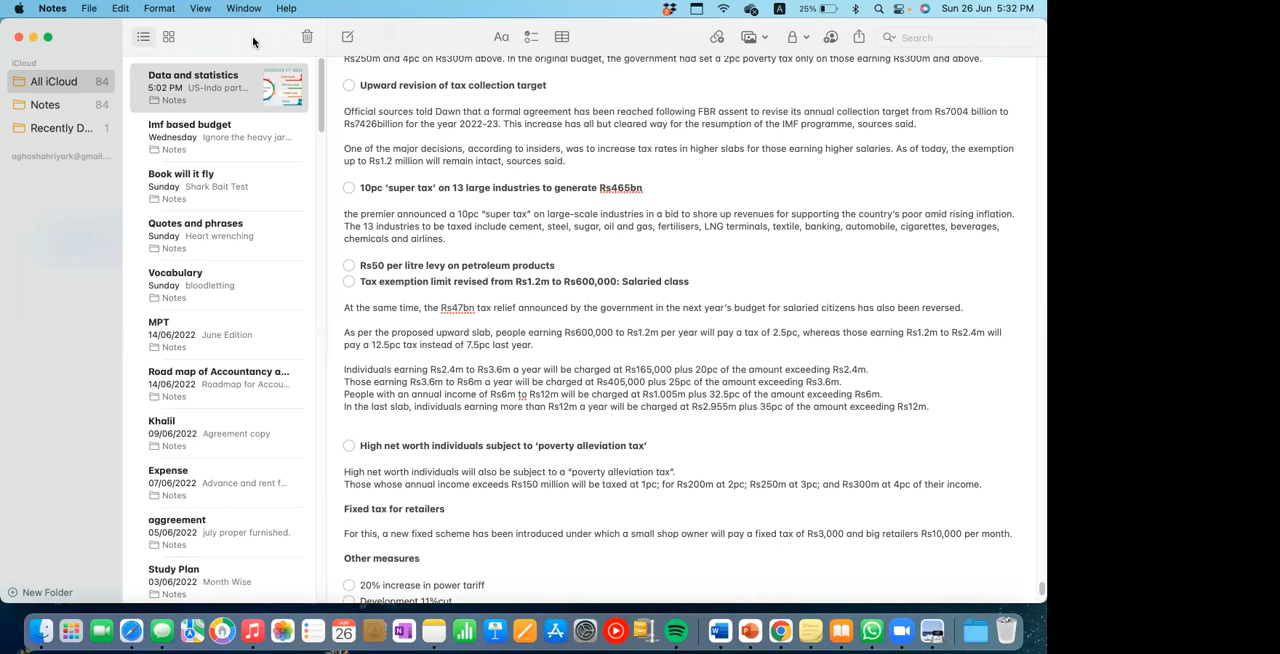 Notes File Edit Format View Window Help
25% Sun 26 Jun 5:32 PM
Aa
Search
iCloud
All iCloud 84
Notes 84
Recently D... 1
aghashahriyark@gmail....
New Folder
Data and statistics
5:02 PM US-Indo part...
Notes
Imf based budget
Wednesday Ignore the heavy jar...
Notes
Book will it fly
Sunday Shark Bait Test
Notes
Quotes and phrases
Sunday Heart wrenching
Notes
Vocabulary
Sunday bloodletting
Notes
MPT
14/06/2022 June Edition
Notes
Road map of Accountancy a...
14/06/2022 Roadmap for Accou...
Notes
Khalil
09/06/2022 Agreement copy
Notes
Expense
07/06/2022 Advance and rent f...
Notes
aggreement
05/06/2022 july proper furnished.
Notes
Study Plan
03/06/2022 Month Wise
Notes
Rs250m and 4pc on Rs300m above. In the original budget, the government had set a 2pc poverty tax only on those earning Rs300m and above.
Upward revision of tax collection target
Official sources told Dawn that a formal agreement has been reached following FBR assent to revise its annual collection target from Rs7004 billion to
Rs7426billion for the year 2022-23. This increase has all but cleared way for the resumption of the IMF programme, sources said.
One of the major decisions, according to insiders, was to increase tax rates in higher slabs for those earning higher salaries. As of today, the exemption
up to Rs1.2 million will remain intact, sources said.
10pc ‘super tax’ on 13 large industries to generate Rs465bn
the premier announced a 10pc “super tax” on large-scale industries in a bid to shore up revenues for supporting the country’s poor amid rising inflation.
The 13 industries to be taxed include cement, steel, sugar, oil and gas, fertilisers, LNG terminals, textile, banking, automobile, cigarettes, beverages,
chemicals and airlines.
Rs50 per litre levy on petroleum products
Tax exemption limit revised from Rs1.2m to Rs600,000: Salaried class
At the same time, the Rs47bn tax relief announced by the government in the next year’s budget for salaried citizens has also been reversed.
As per the proposed upward slab, people earning Rs600,000 to Rs1.2m per year will pay a tax of 2.5pc, whereas those earning Rs1.2m to Rs2.4m will
pay a 12.5pc tax instead of 7.5pc last year.
Individuals earning Rs2.4m to Rs3.6m a year will be charged at Rs165,000 plus 20pc of the amount exceeding Rs2.4m.
Those earning Rs3.6m to Rs6m a year will be charged at Rs405,000 plus 25pc of the amount exceeding Rs3.6m.
People with an annual income of Rs6m to Rs12m will be charged at Rs1.005m plus 32.5pc of the amount exceeding Rs6m.
In the last slab, individuals earning more than Rs12m a year will be charged at Rs2.955m plus 35pc of the amount exceeding Rs12m.
High net worth individuals subject to ‘poverty alleviation tax’
High net worth individuals will also be subject to a “poverty alleviation tax”.
Those whose annual income exceeds Rs150 million will be taxed at 1pc; for Rs200m at 2pc; Rs250m at 3pc; and Rs300m at 4pc of their income.
Fixed tax for retailers
For this, a new fixed scheme has been introduced under which a small shop owner will pay a fixed tax of Rs3,000 and big retailers Rs10,000 per month.
Other measures
20% increase in power tariff
Development 11%cut
JUN
26